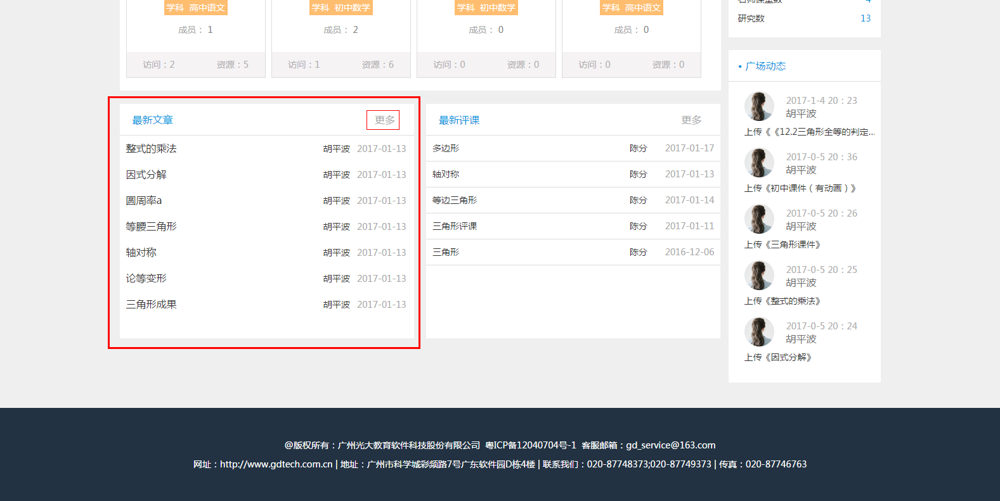 学科 高中语文
成员： 1
访问：2 资源：5
学科 初中数学
成员： 2
访问：1 资源：6
学科 初中数学
成员： 0
访问：0 资源：0
学科 高中语文
成员： 0
访问：0 资源：0
名师课堂数 4
研究数 13
最新文章 更多
整式的乘法 胡平波 2017-01-13
因式分解 胡平波 2017-01-13
圆周率a 胡平波 2017-01-13
等腰三角形 胡平波 2017-01-13
轴对称 胡平波 2017-01-13
论等变形 胡平波 2017-01-13
三角形成果 胡平波 2017-01-13
最新评课 更多
多边形 陈分 2017-01-17
轴对称 陈分 2017-01-13
等边三角形 陈分 2017-01-14
三角形评课 陈分 2017-01-11
三角形 陈分 2016-12-06
• 广场动态
2017-1-4 20：23
胡平波
上传《《12.2三角形全等的判定...
2017-0-5 20：36
胡平波
上传《初中课件（有动画）》
2017-0-5 20：26
胡平波
上传《三角形课件》
2017-0-5 20：25
胡平波
上传《整式的乘法》
2017-0-5 20：24
胡平波
上传《因式分解》
@版权所有：广州光大教育软件科技股份有限公司 粤ICP备12040704号-1 客服邮箱：gd_service@163.com
网址：http://www.gdtech.com.cn | 地址：广州市科学城彩频路7号广东软件园D栋4楼 | 联系我们：020-87748373;020-87749373 | 传真：020-87746763